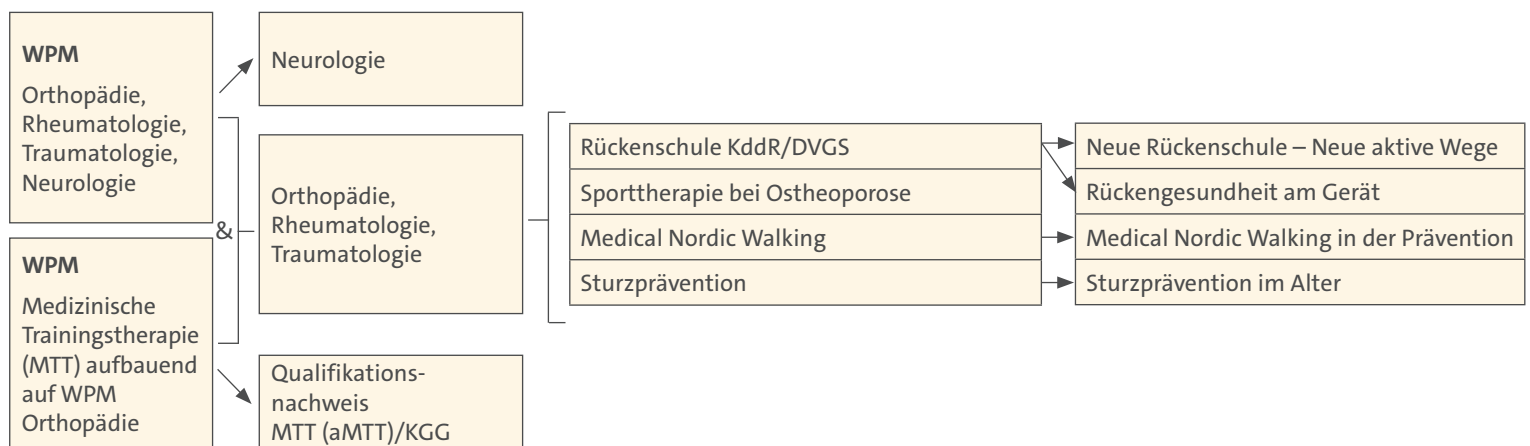 WPM
Orthopädie,
Rheumatologie,
Traumatologie,
Neurologie
&
WPM
Medizinische
Trainingstherapie
(MTT) aufbauend
auf WPM
Orthopädie
Neurologie
Orthopädie,
Rheumatologie,
Traumatologie
Qualifikations-
nachweis
MTT (aMTT)/KGG
Rückenschule KddR/DVGS
Sporttherapie bei Ostheoporose
Medical Nordic Walking
Sturzprävention
Neue Rückenschule – Neue aktive Wege
Rückengesundheit am Gerät
Medical Nordic Walking in der Prävention
Sturzprävention im Alter